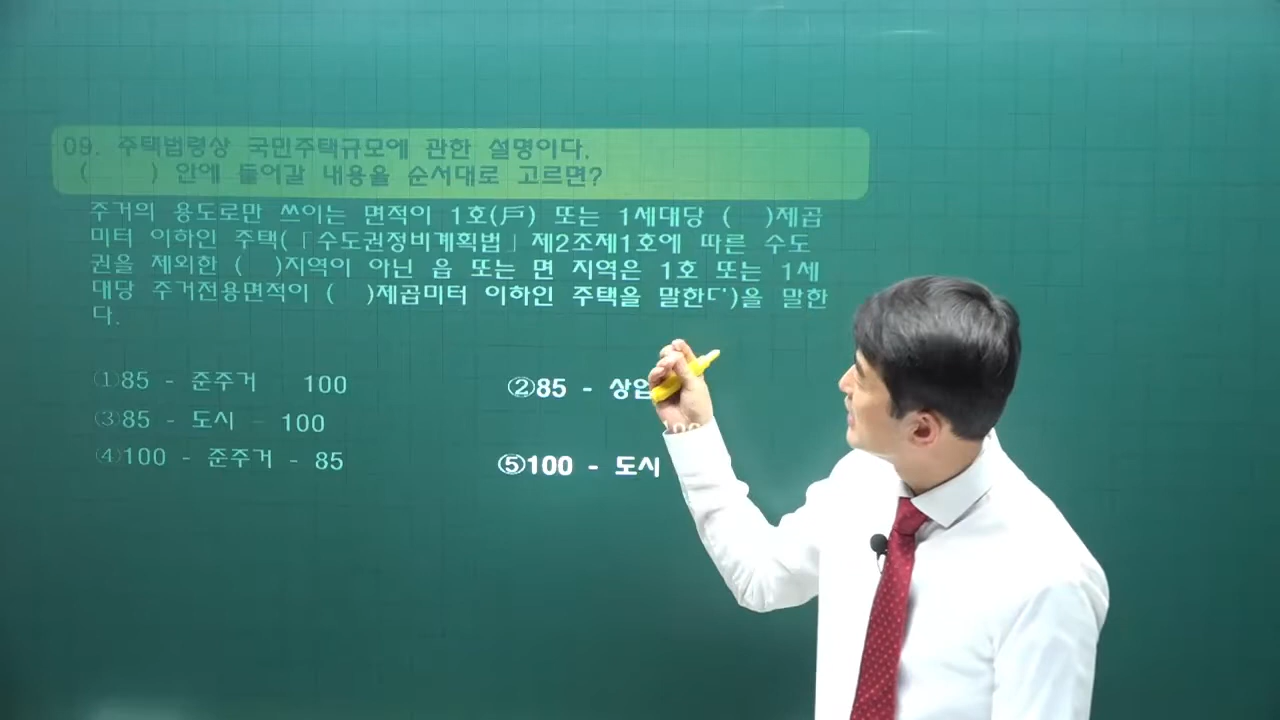 09. 주택법령상 국민주택규모에 관한 설명이다.
(    ) 안에 들어갈 내용을 순서대로 고르면?
주거의 용도로만 쓰이는 면적이 1호(戶) 또는 1세대당 (  )제곱
미터 이하인 주택(「수도권정비계획법」제2조제1호에 따른 수도
권을 제외한 (  )지역이 아닌 읍 또는 면 지역은 1호 또는 1세
대당 주거전용면적이 (  )제곱미터 이하인 주택을 말한다)을 말한
다.
①85 - 준주거 100
②85 - 상업
③85 - 도시 - 100
100
④100 - 준주거 - 85
⑤100 - 도시